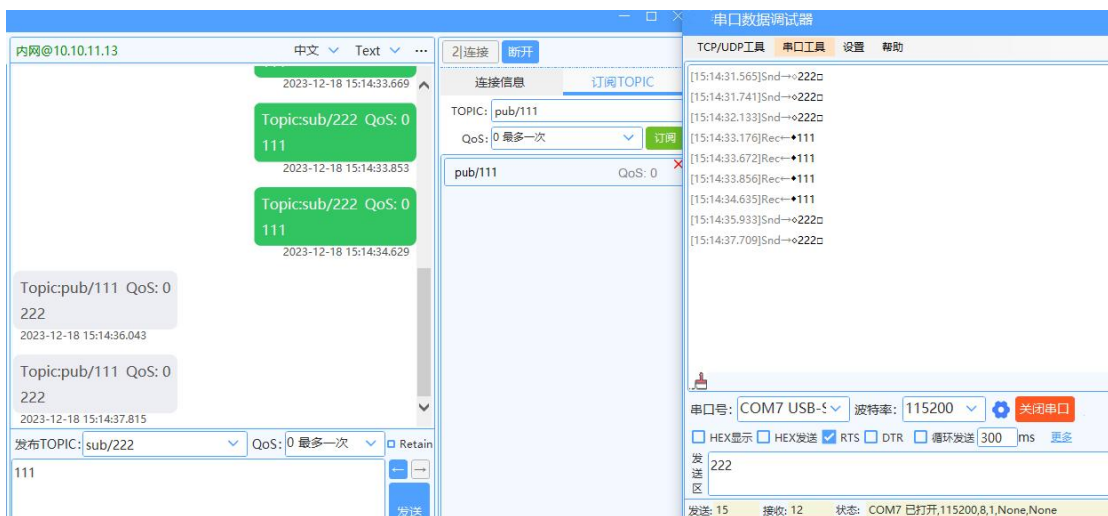 串口数据调试器
内网@10.10.11.13 中文 Text ...
2023-12-18 15:14:33.669
Topic:sub/222 QoS: 0
111
2023-12-18 15:14:33.853
Topic:sub/222 QoS: 0
111
2023-12-18 15:14:34.629
Topic:pub/111 QoS: 0
222
2023-12-18 15:14:36.043
Topic:pub/111 QoS: 0
222
2023-12-18 15:14:37.815
发布TOPIC: sub/222 QoS: 0 最多一次 Retain
111
发送
2|连接 断开
连接信息 订阅TOPIC
TOPIC: pub/111
QoS: 0 最多一次 订阅
pub/111 QoS: 0
TCP/UDP工具 串口工具 设置 帮助
[15:14:31.565]Snd→◇222□
[15:14:31.741]Snd→◇222□
[15:14:32.133]Snd→◇222□
[15:14:33.176]Rec←◆111
[15:14:33.672]Rec←◆111
[15:14:33.856]Rec←◆111
[15:14:34.635]Rec←◆111
[15:14:35.933]Snd→◇222□
[15:14:37.709]Snd→◇222□
串口号: COM7 USB-S 波特率: 115200 关闭串口
HEX显示 HEX发送 RTS DTR 循环发送 300 ms 更多
发送区
222
发送: 15 接收: 12 状态: COM7 已打开,115200,8,1,None,None